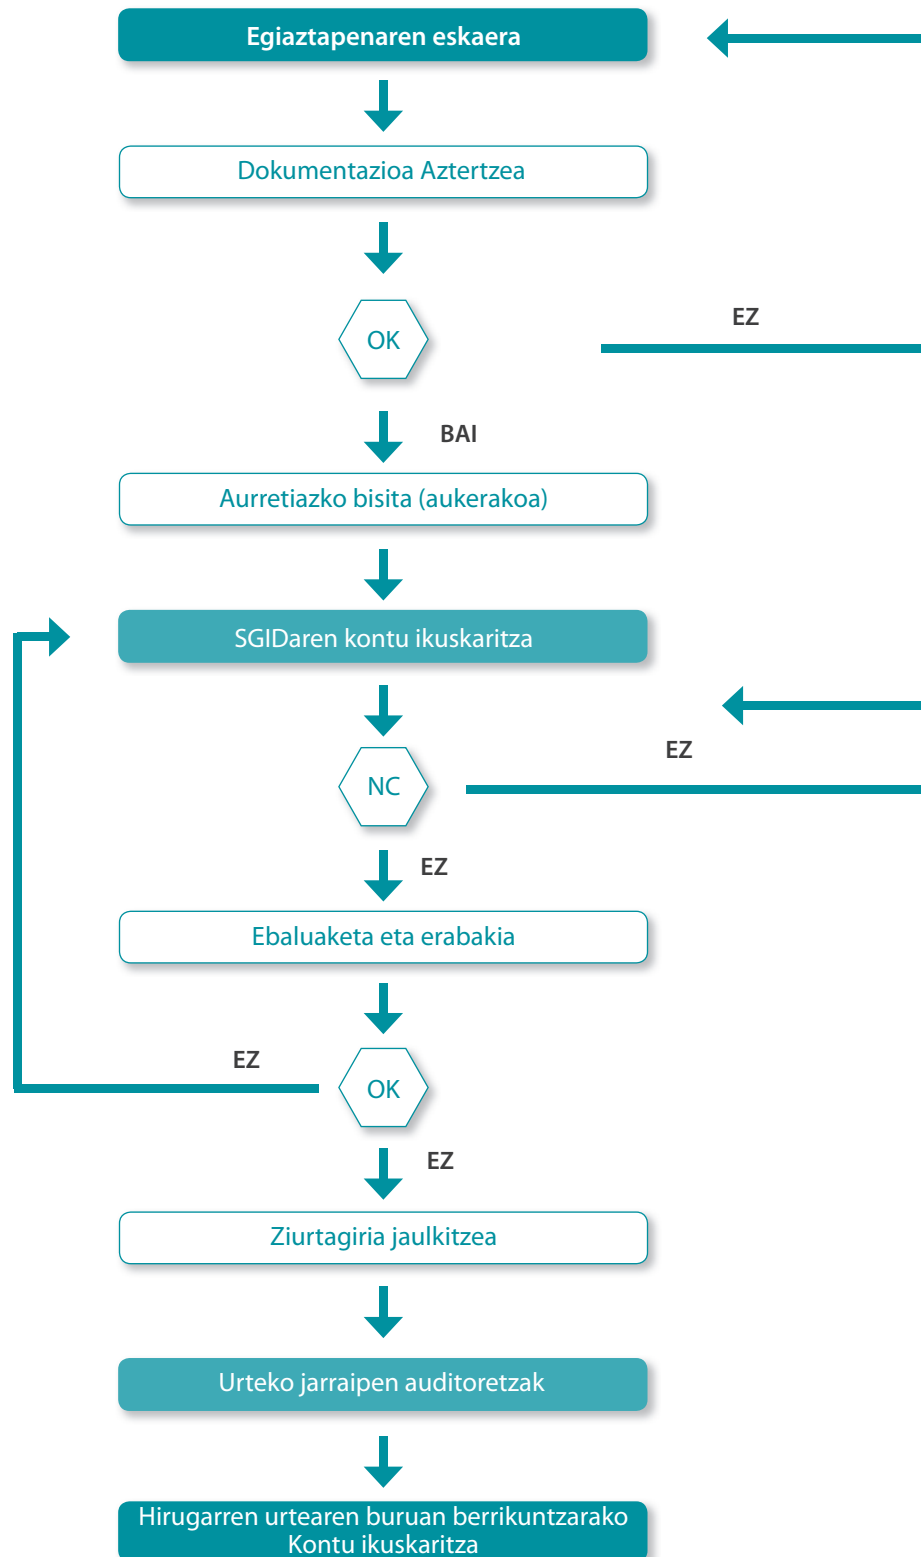 Egiaztapenaren eskaera
Dokumentazioa Aztertzea
EZ
OK
BAI
Aurretiazko bisita (aukerakoa)
SGIDaren kontu ikuskaritza
EZ
NC
EZ
Ebaluaketa eta erabakia
EZ
OK
EZ
Ziurtagiria jaulkitzea
Urteko jarraipen auditoretzak
Hirugarren urtearen buruan berrikuntzarako
Kontu ikuskaritza